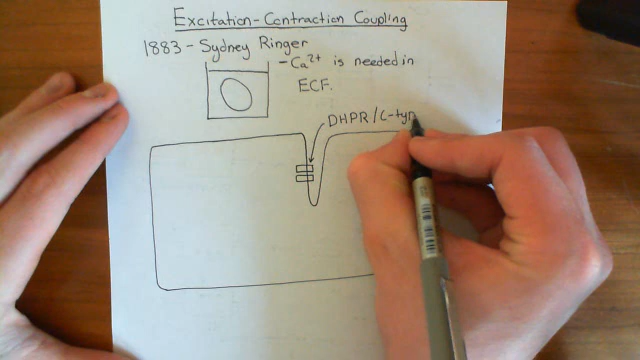 Excitation-Contraction Coupling
1883 - Sydney Ringer
- Ca²⁺ is needed in
ECF.
DHPR/L-typ